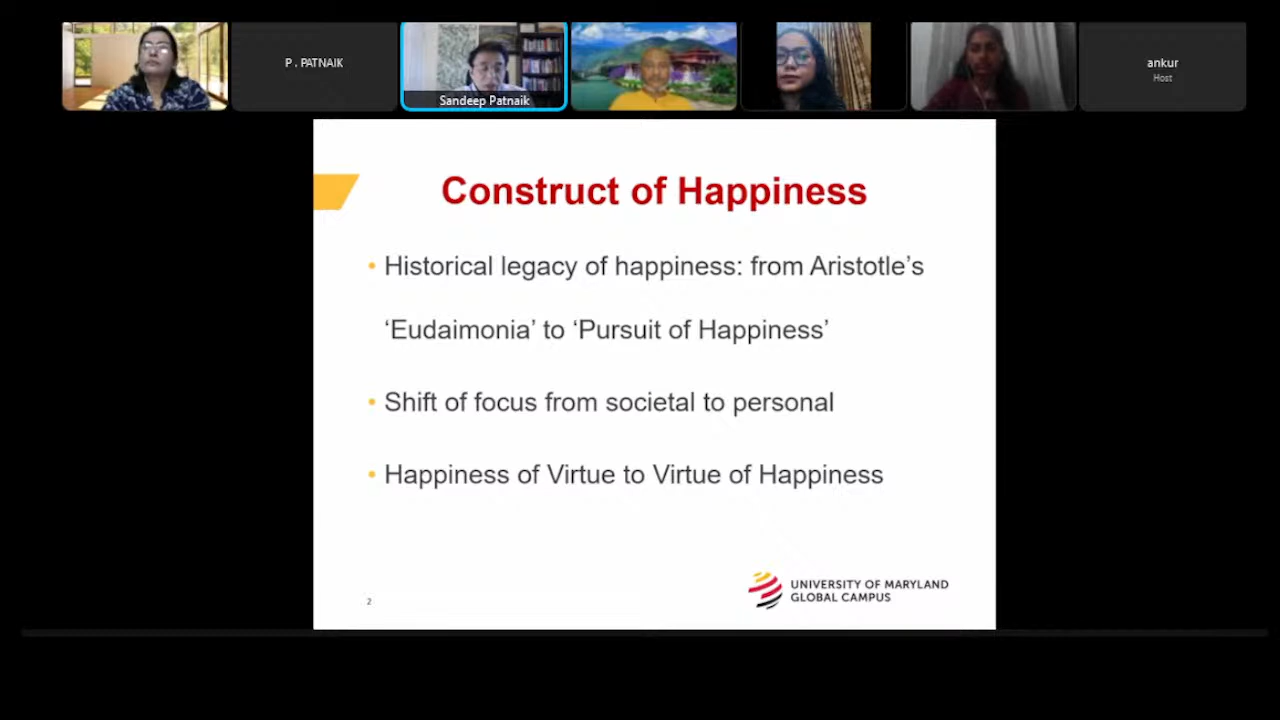 P . PATNAIK
Sandeep Patnaik
ankur
Host
Construct of Happiness
• Historical legacy of happiness: from Aristotle’s
‘Eudaimonia’ to ‘Pursuit of Happiness’
• Shift of focus from societal to personal
• Happiness of Virtue to Virtue of Happiness
2
UNIVERSITY OF MARYLAND
GLOBAL CAMPUS